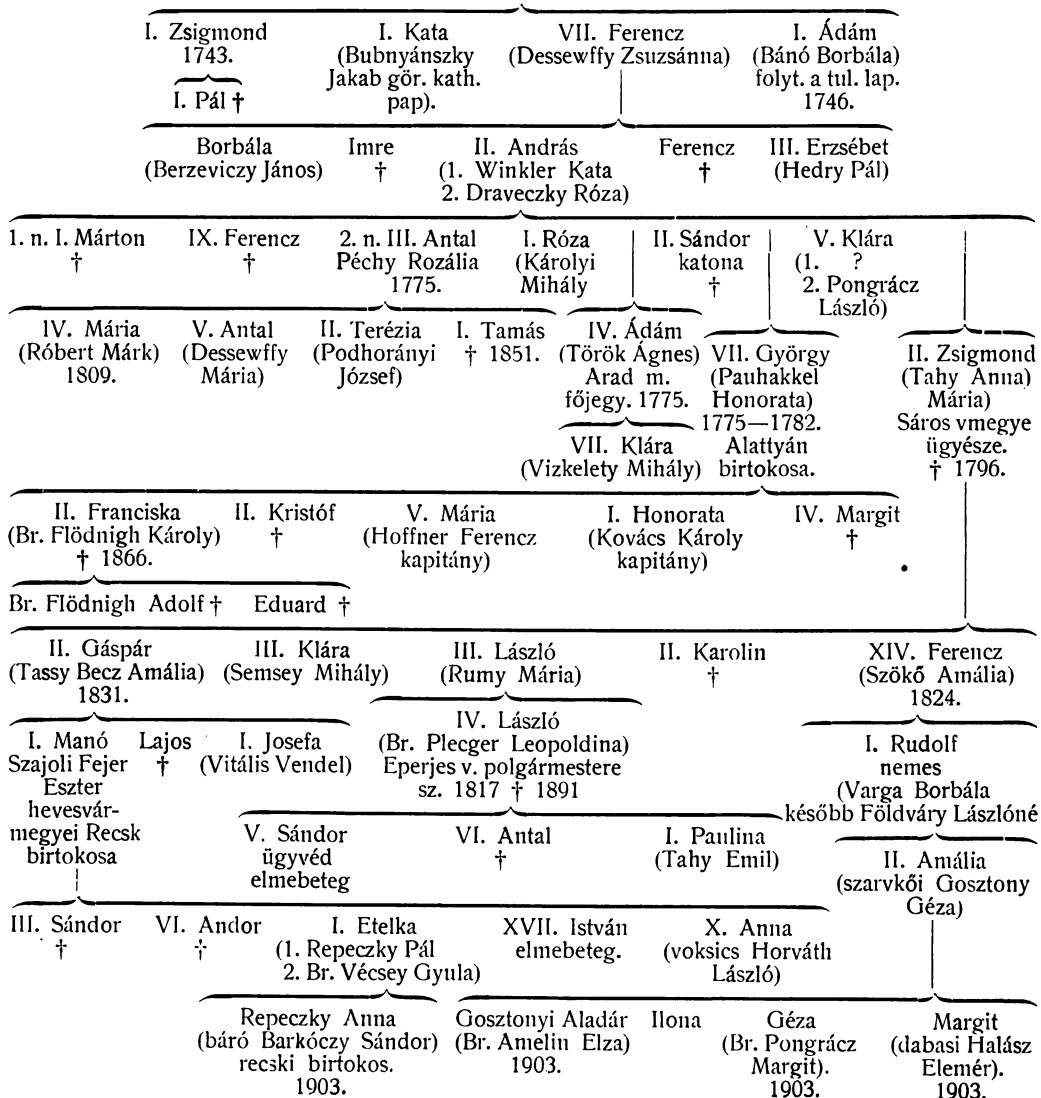 I. Zsigmond
1743.
I. Pál †
I. Kata
(Bubnyánszky
Jakab gör. kath.
pap).
VII. Ferencz
(Dessewffy Zsuzsánna)
I. Ádám
(Bánó Borbála)
folyt. a tul. lap.
1746.
Borbála
(Berzeviczy János)
Imre
†
II. András
(1. Winkler Kata
2. Draveczky Róza)
Ferencz
†
III. Erzsébet
(Hedry Pál)
1. n. I. Márton
†
IX. Ferencz
†
2. n. III. Antal
Péchy Rozália
1775.
I. Róza
(Károlyi
Mihály
II. Sándor
katona
†
V. Klára
(1. ?
2. Pongrácz
László)
IV. Mária
(Róbert Márk)
1809.
V. Antal
(Dessewffy
Mária)
II. Terézia
(Podhorányi
József)
I. Tamás
† 1851.
IV. Ádám
(Török Ágnes)
Arad m.
főjegy. 1775.
VII. Klára
(Vizkelety Mihály)
VII. György
(Pauhakkel
Honorata)
1775—1782.
Alattyán
birtokosa.
II. Zsigmond
(Tahy Anna)
Mária)
Sáros vmegye
ügyésze.
† 1796.
II. Franciska
(Br. Flödnigh Károly)
† 1866.
II. Kristóf
†
V. Mária
(Hoffner Ferencz
kapitány)
I. Honorata
(Kovács Károly
kapitány)
IV. Margit
†
Br. Flödnigh Adolf †
Eduard †
II. Gáspár
(Tassy Becz Amália)
1831.
III. Klára
(Semsey Mihály)
III. László
(Rumy Mária)
II. Karolin
†
XIV. Ferencz
(Szökő Amália)
1824.
I. Manó
Szajoli Fejer
Eszter
hevesvár-
megyei Recsk
birtokosa
Lajos
†
I. Josefa
(Vitális Vendel)
IV. László
(Br. Plecger Leopoldina)
Eperjes v. polgármestere
sz. 1817 † 1891
I. Rudolf
nemes
(Varga Borbála
később Földváry Lászlóné
V. Sándor
ügyvéd
elmebeteg
VI. Antal
†
I. Paulina
(Tahy Emil)
II. Amália
(szarvkői Gosztony
Géza)
III. Sándor
†
VI. Andor
†
I. Etelka
(1. Repeczky Pál
2. Br. Vécsey Gyula)
XVII. István
elmebeteg.
X. Anna
(voksics Horváth
László)
Repeczky Anna
(báró Barkóczy Sándor)
recski birtokos.
1903.
Gosztonyi Aladár
(Br. Amelin Elza)
1903.
Ilona
Géza
(Br. Pongrácz
Margit).
1903.
Margit
(dabasi Halász
Elemér).
1903.